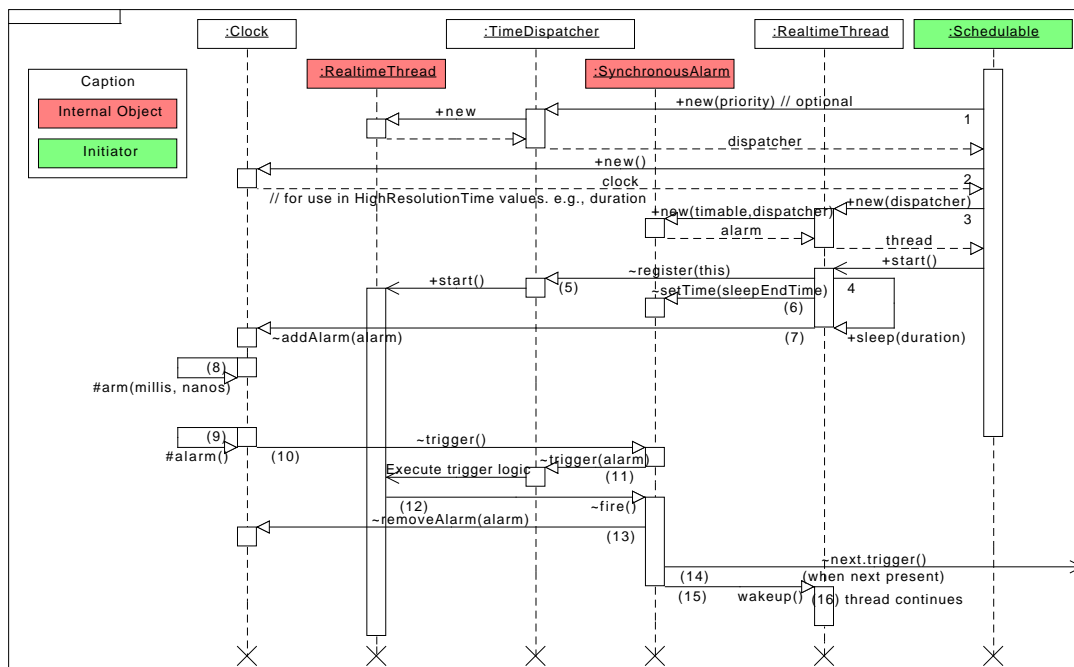 :Clock
:TimeDispatcher
:RealtimeThread
:Schedulable
:RealtimeThread
:SynchronousAlarm
Caption
Internal Object
Initiator
+new(priority) // optional
1
+new
dispatcher
+new()
clock
2
// for use in HighResolutionTime values. e.g., duration
+new(dispatcher)
+new(timable,dispatcher)
3
alarm
thread
+start()
~register(this)
+start()
(5)
4
~setTime(sleepEndTime)
(6)
~addAlarm(alarm)
(7)
+sleep(duration)
(8)
#arm(millis, nanos)
(9)
~trigger()
#alarm()
(10)
~trigger(alarm)
Execute trigger logic
(11)
(12)
~fire()
~removeAlarm(alarm)
(13)
~next.trigger()
(14)
(when next present)
(15)
wakeup()
(16) thread continues